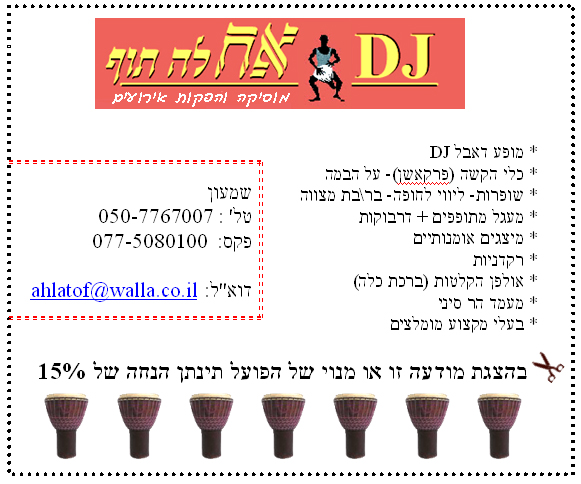 DJ אחלה תוף
מוסיקה והפקות אירועים
* מופע דאבל DJ
* כלי הקשה (פרקאשן)- על הבמה
* שופרות- ליווי לחופה- בר\בת מצווה
* מעגל מתופפים + דרבוקות
* מיצגים אומנותיים
* רקדניות
* אולפן הקלטות (ברכת כלה)
* מעמד הר סיני
* בעלי מקצוע מומלצים
שמעון
טל' : 050-7767007
פקס: 077-5080100
דוא"ל: ahlatof@walla.co.il
בהצגת מודעה זו או מנוי של הפועל תינתן הנחה של 15%